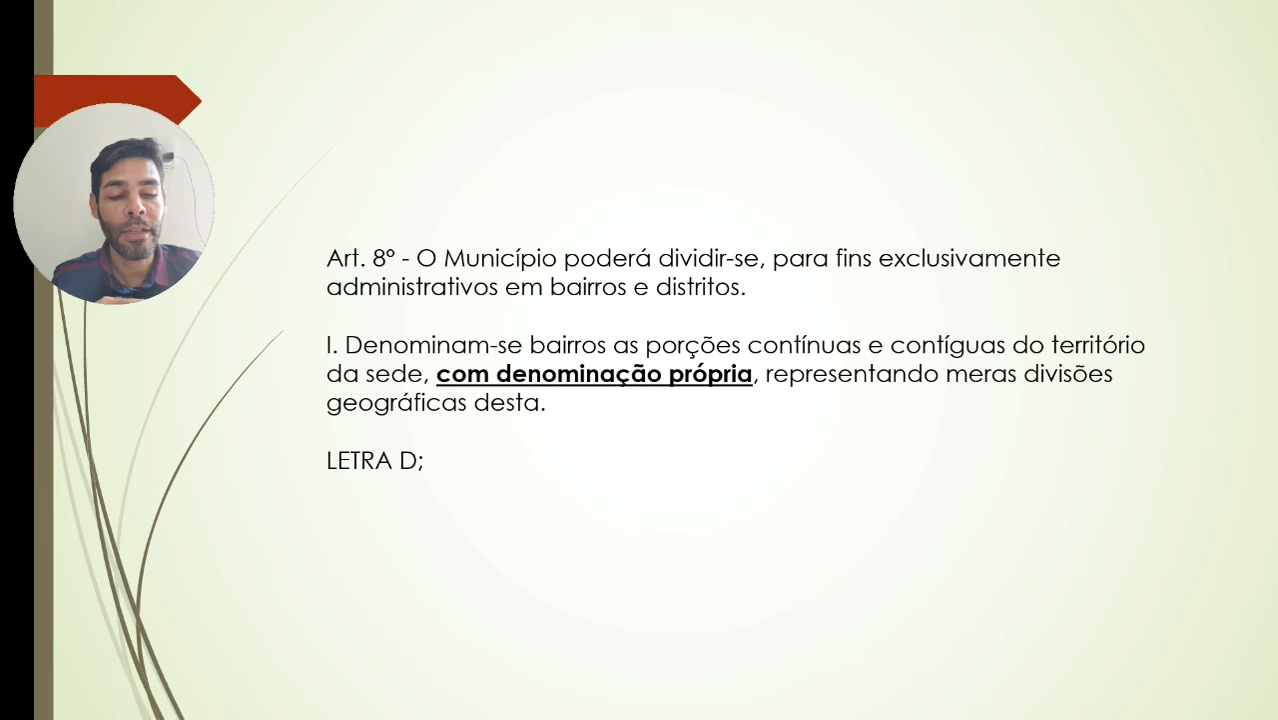 Art. 8º - O Município poderá dividir-se, para fins exclusivamente
administrativos em bairros e distritos.
I. Denominam-se bairros as porções contínuas e contíguas do território
da sede, com denominação própria, representando meras divisões
geográficas desta.
LETRA D;